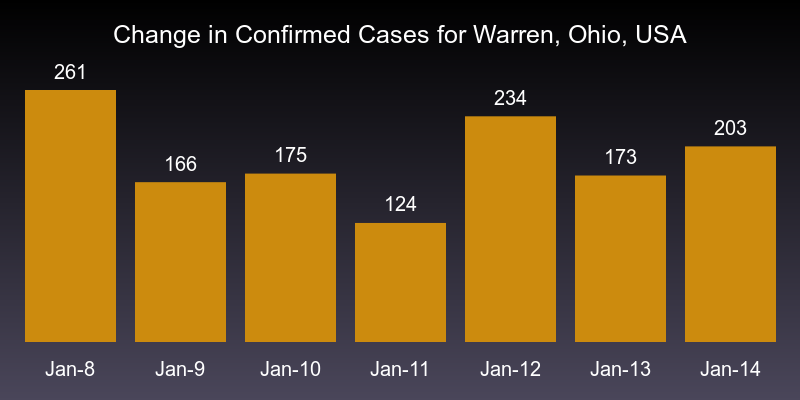 Change in Confirmed Cases for Warren, Ohio, USA
261
166
175
124
234
173
203
Jan-8
Jan-9
Jan-10
Jan-11
Jan-12
Jan-13
Jan-14